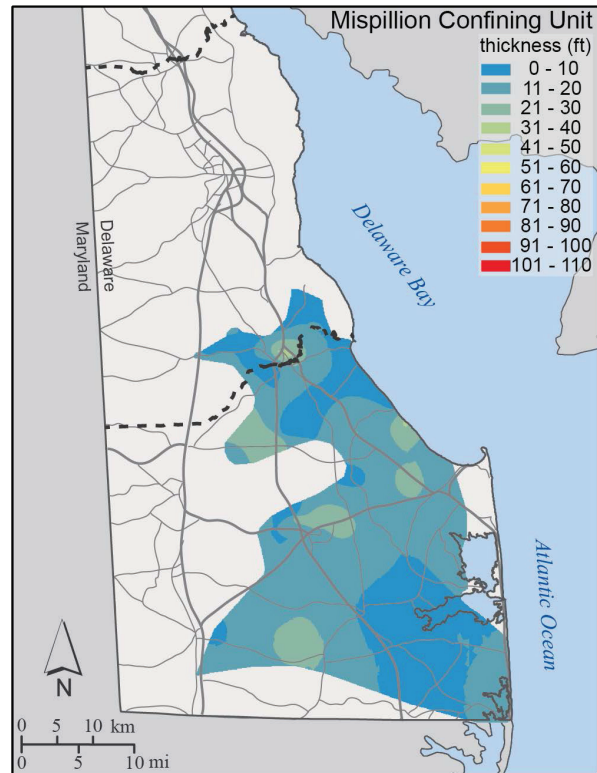 Mispillion Confining Unit
thickness (ft)
0 - 10
11 - 20
21 - 30
31 - 40
41 - 50
51 - 60
61 - 70
71 - 80
81 - 90
91 - 100
101 - 110
Delaware Bay
Maryland
Delaware
Atlantic Ocean
N
0 5 10 km
0 5 10 mi